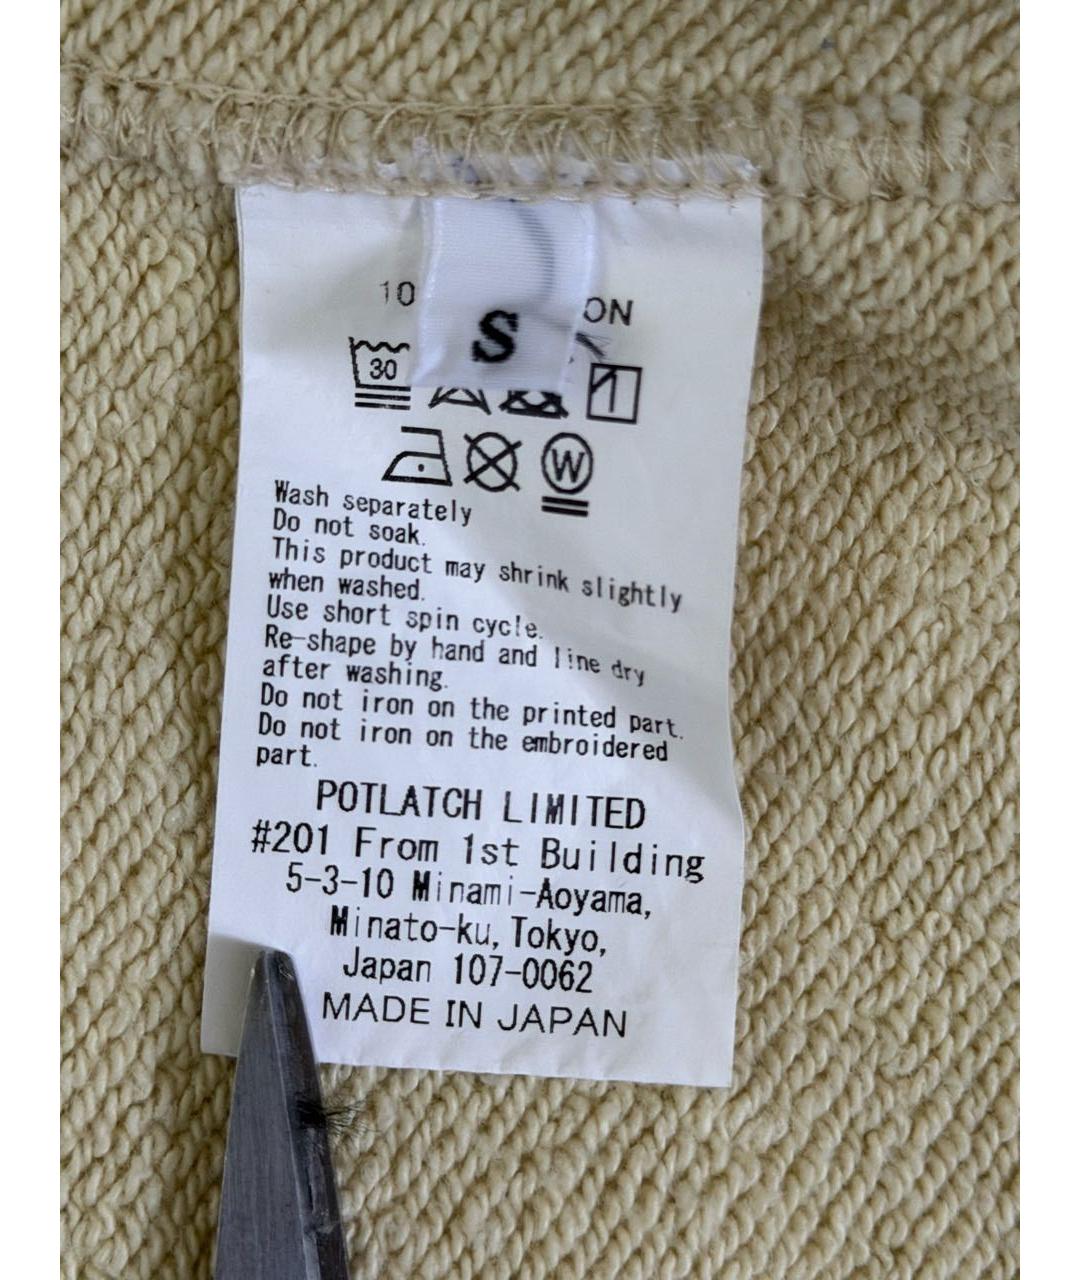 S
30
W
Wash separately
Do not soak.
This product may shrink slightly
when washed.
Use short spin cycle.
Re-shape by hand and line dry
after washing.
Do not iron on the printed part.
Do not iron on the embroidered
part.
POTLATCH LIMITED
#201 From 1st Building
5-3-10 Minami-Aoyama,
Minato-ku, Tokyo,
Japan 107-0062
MADE IN JAPAN